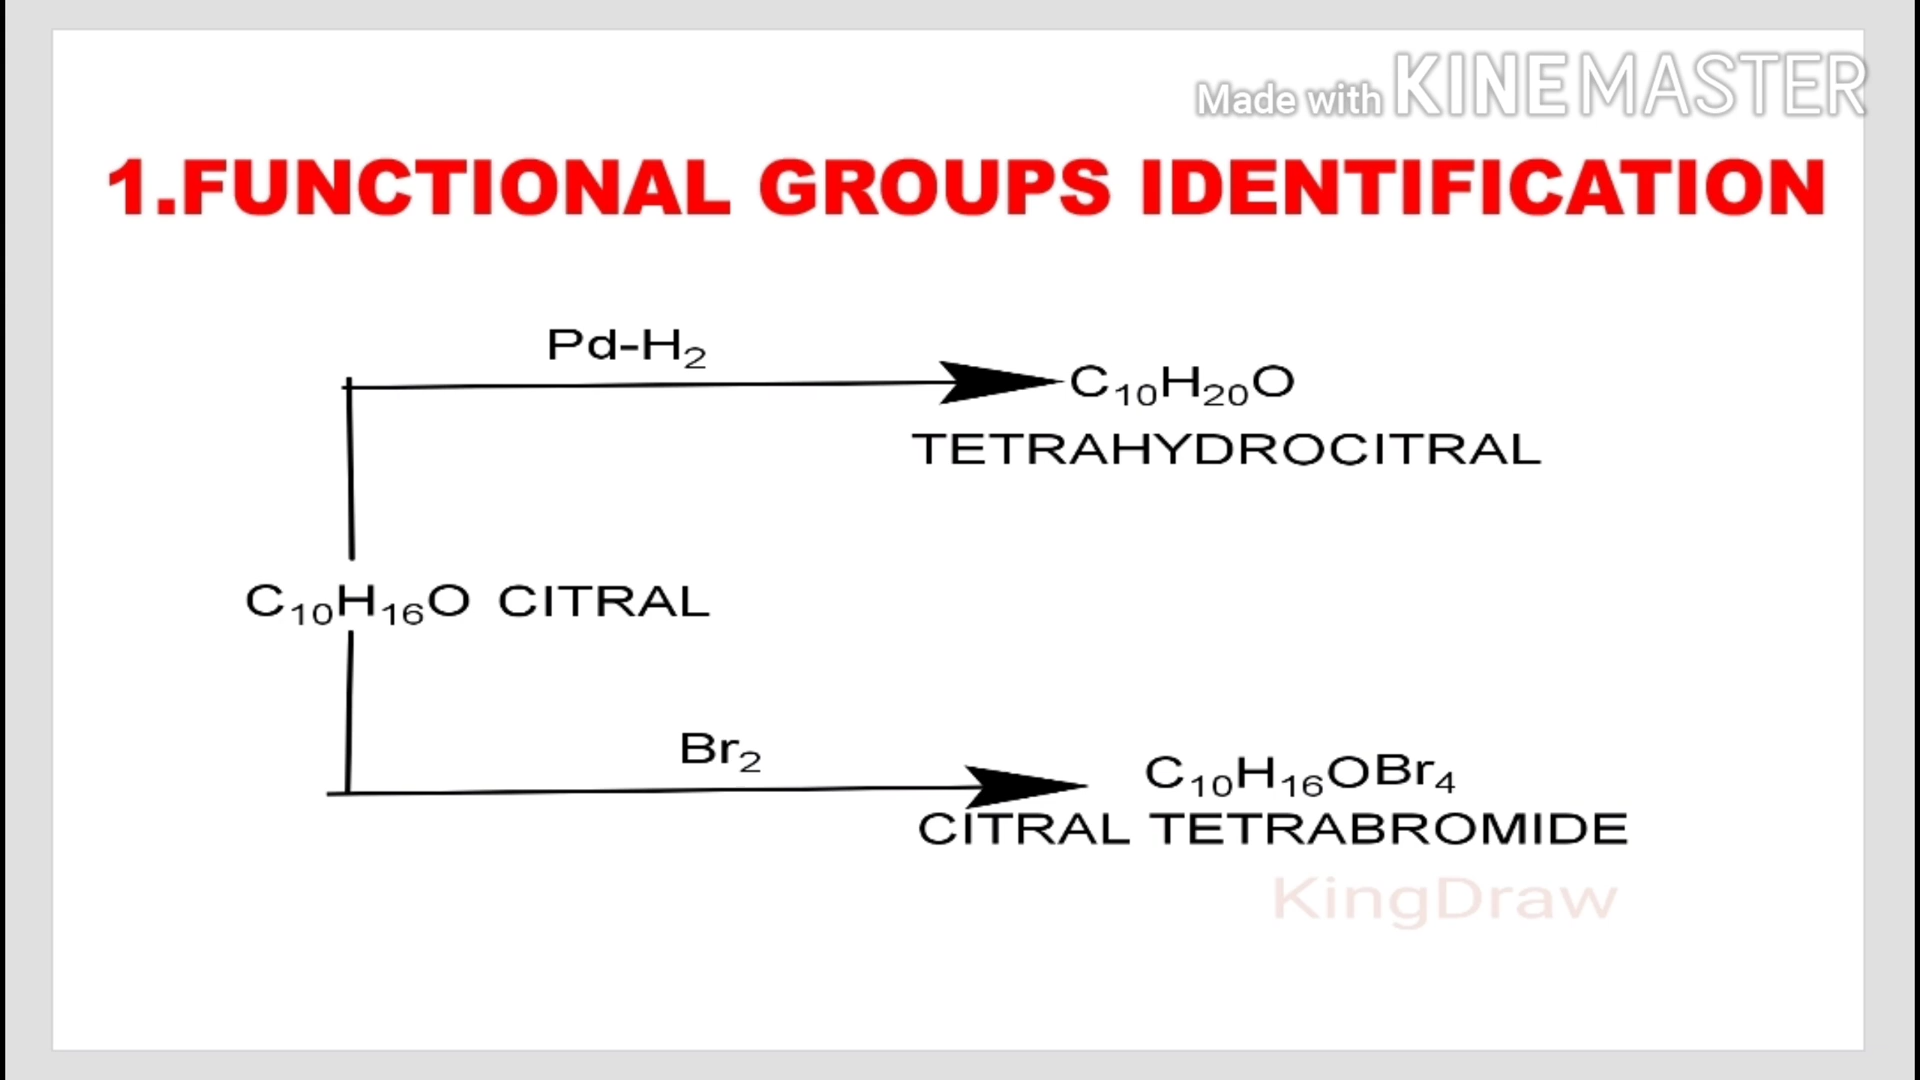 Made with KINEMASTER
1.FUNCTIONAL GROUPS IDENTIFICATION
Pd-H₂
C₁₀H₂₀O
TETRAHYDROCITRAL
C₁₀H₁₆O CITRAL
Br₂
C₁₀H₁₆OBr₄
CITRAL TETRABROMIDE
KingDraw